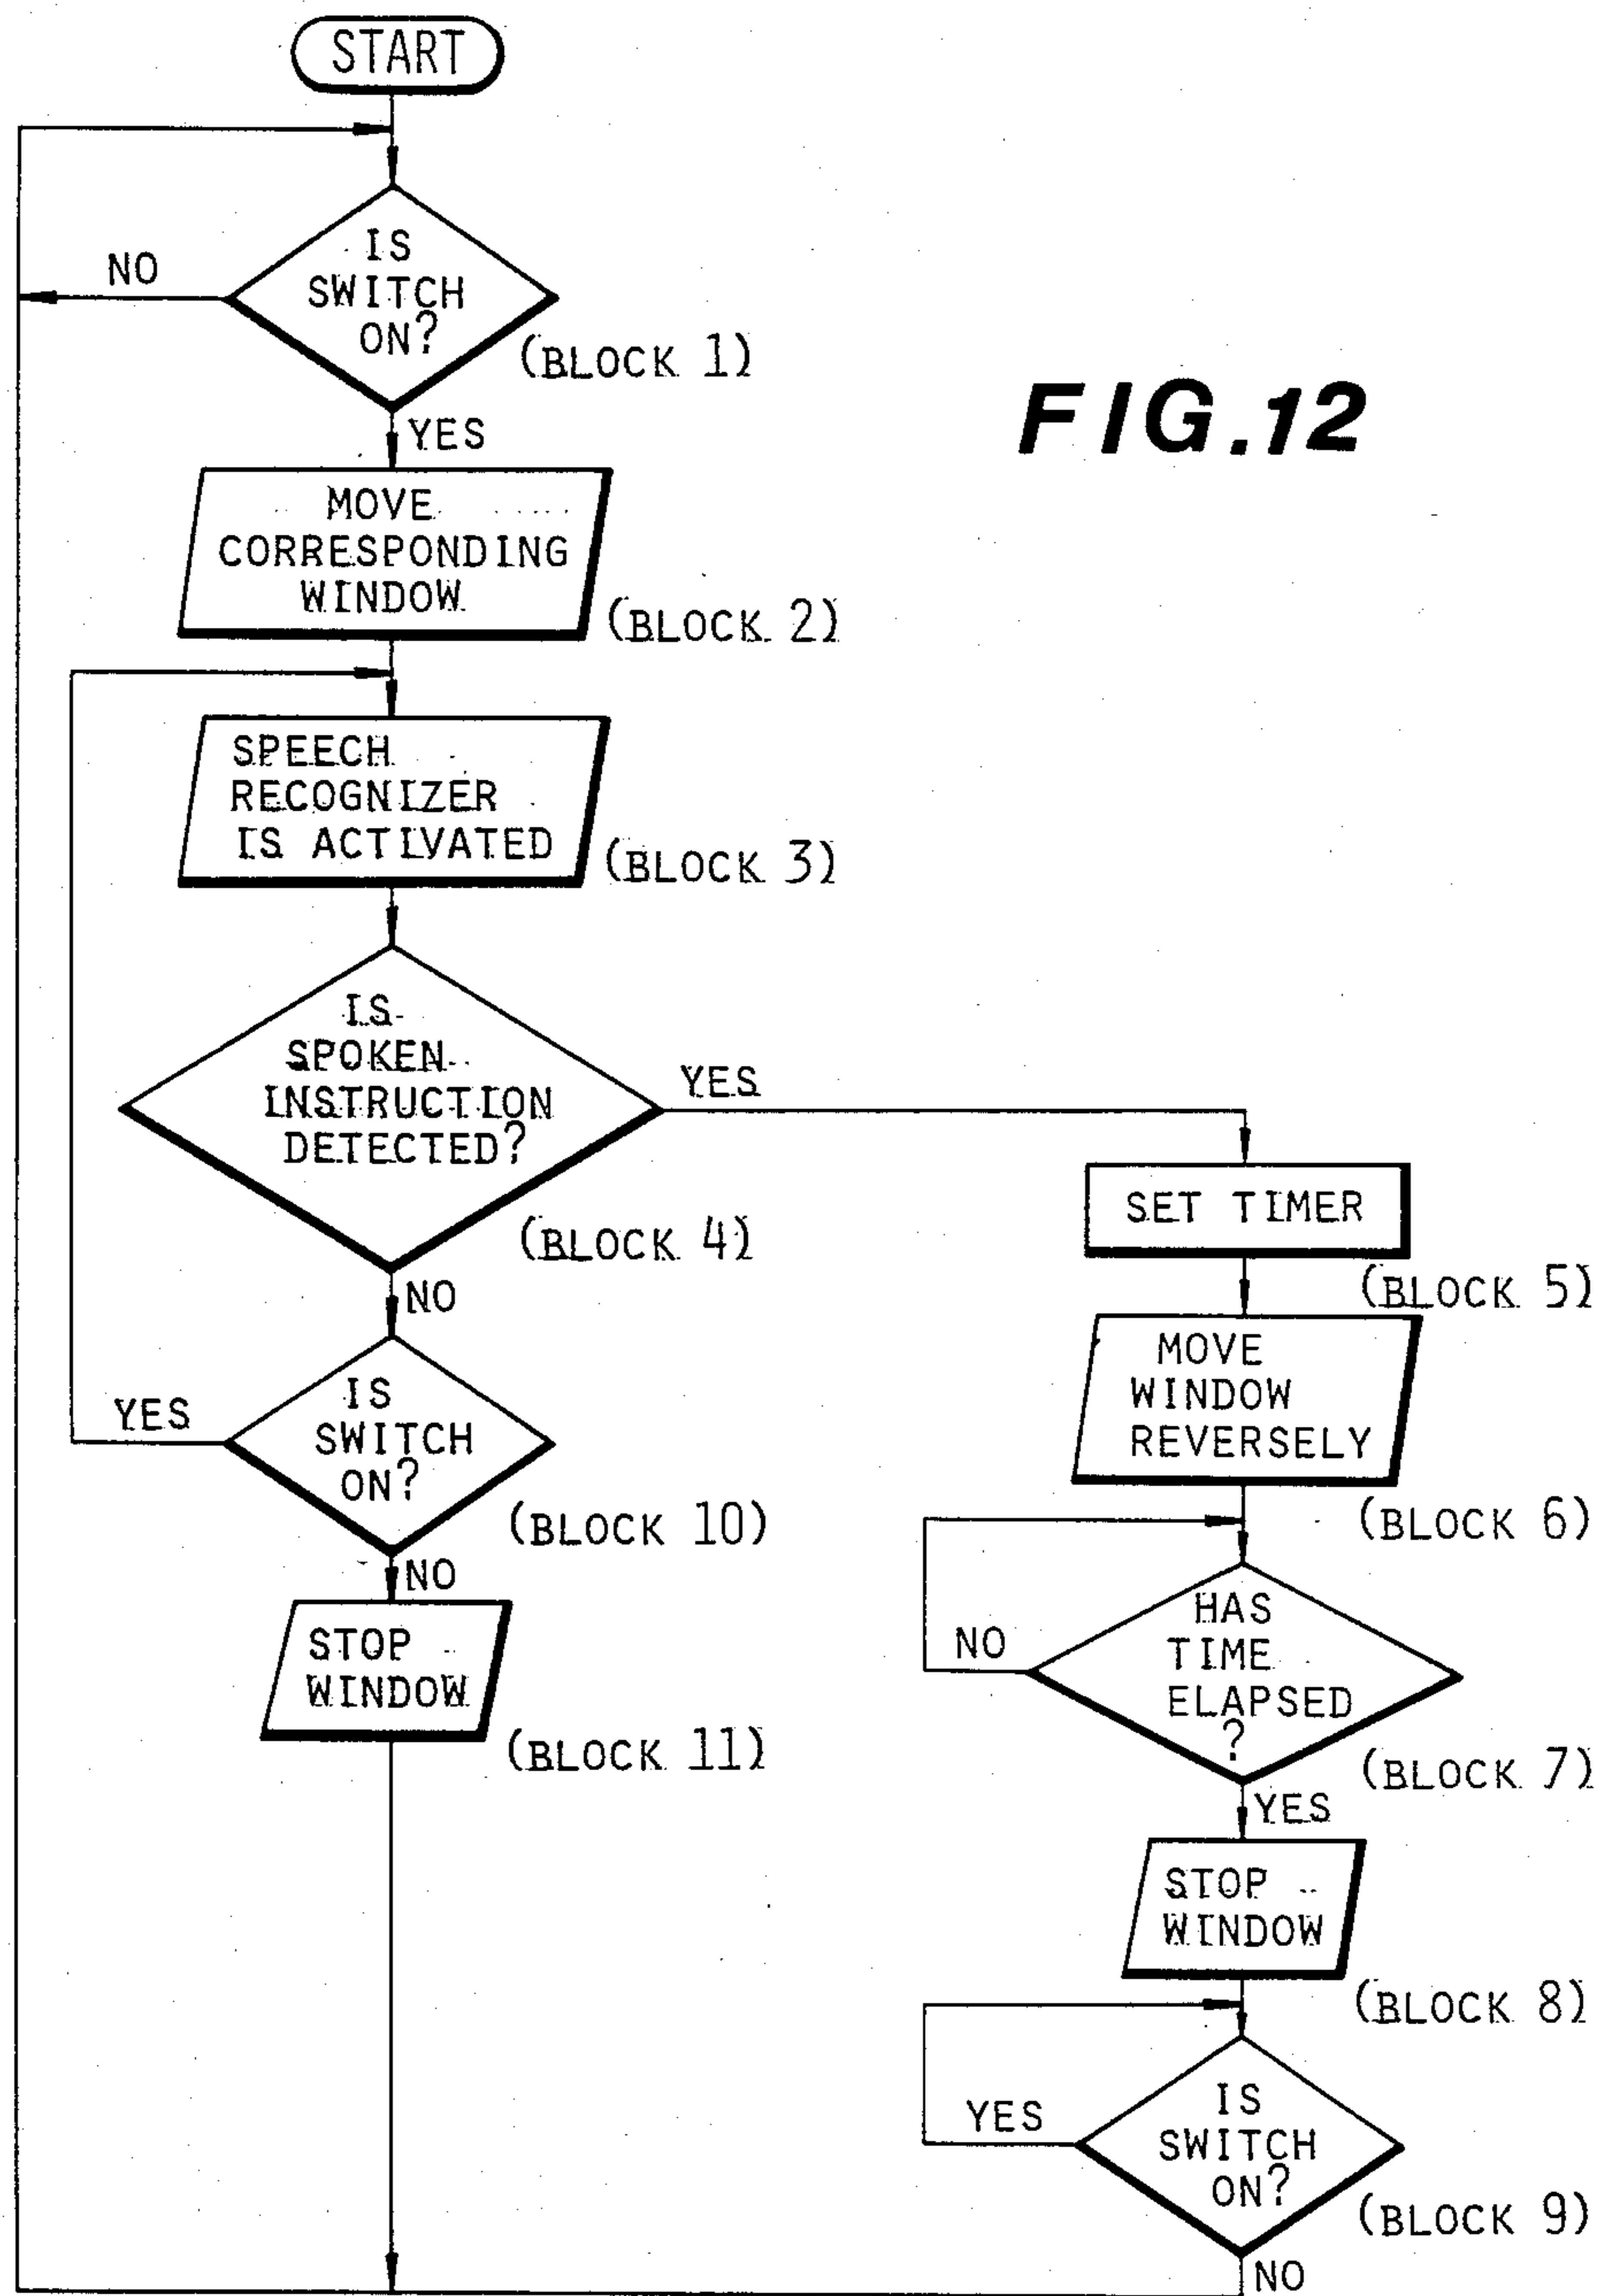 START
IS
SWITCH
ON?
NO
(BLOCK 1)
YES
FIG.12
MOVE
CORRESPONDING
WINDOW
(BLOCK 2)
SPEECH
RECOGNIZER
IS ACTIVATED
(BLOCK 3)
IS
SPOKEN
INSTRUCTION
DETECTED?
YES
(BLOCK 4)
NO
IS
SWITCH
ON?
YES
(BLOCK 10)
NO
STOP
WINDOW
(BLOCK 11)
SET TIMER
(BLOCK 5)
MOVE
WINDOW
REVERSELY
(BLOCK 6)
HAS
TIME
ELAPSED
?
NO
(BLOCK 7)
YES
STOP
WINDOW
(BLOCK 8)
IS
SWITCH
ON?
YES
(BLOCK 9)
NO